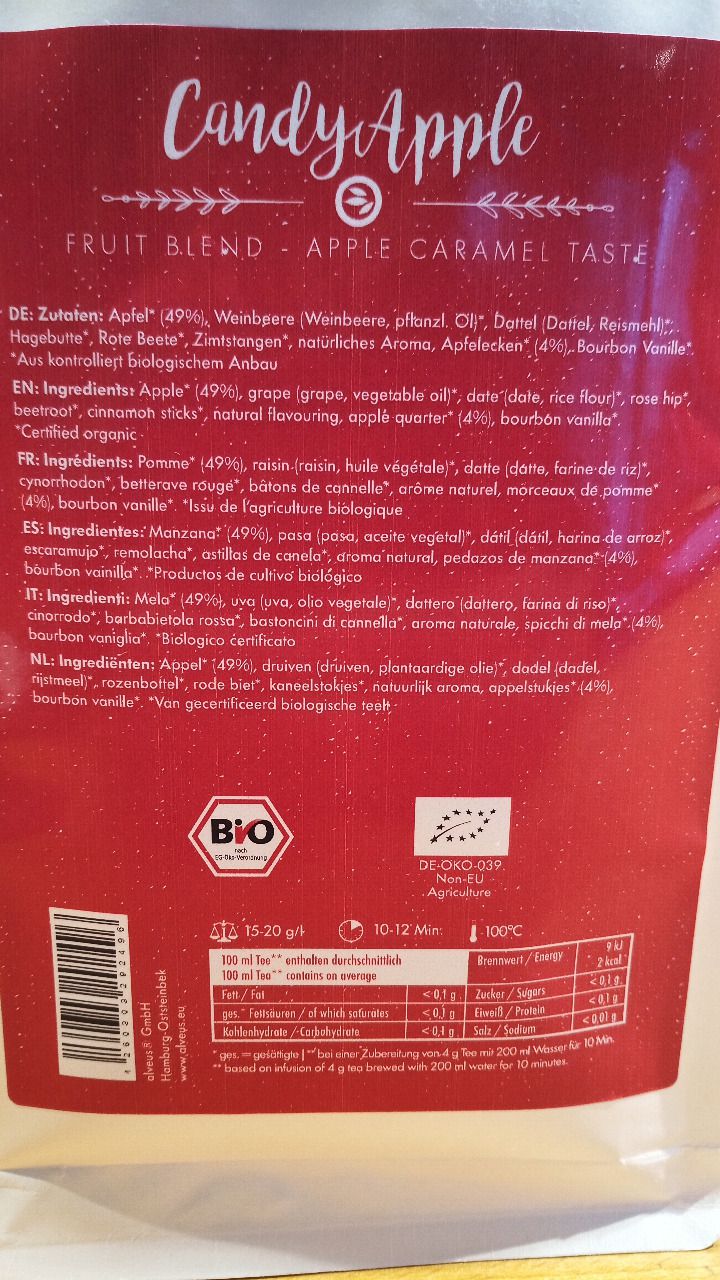 Candy Apple
FRUIT BLEND - APPLE CARAMEL TASTE
DE: Zutaten: Apfel* (49%), Weinbeere (Weinbeere, pflanzl. Öl)*, Dattel (Dattel, Reismehl)*,
Hagebutte*, Rote Beete*, Zimtstangen*, natürliches Aroma, Apfelecken* (4%), Bourbon Vanille*.
*Aus kontrolliert biologischem Anbau
EN: Ingredients: Apple* (49%), grape (grape, vegetable oil)*, date (date, rice flour)*, rose hip*,
beetroot*, cinnamon sticks*, natural flavouring, apple quarter* (4%), bourbon vanilla*.
*Certified organic
FR: Ingrédients: Pomme* (49%), raisin (raisin, huile végétale)*, datte (datte, farine de riz)*,
cynorrhodon*, betterave rouge*, bâtons de cannelle*, arôme naturel, morceaux de pomme*
(4%), bourbon vanille*. *Issu de l'agriculture biologique
ES: Ingredientes: Manzana* (49%), pasa (pasa, aceite vegetal)*, dátil (dátil, harina de arroz)*,
escaramujo*, remolacha*, astillas de canela*, aroma natural, pedazos de manzana* (4%),
bourbon vainilla*. *Productos de cultivo biológico
IT: Ingredienti: Mela* (49%), uva (uva, olio vegetale)*, dattero (dattero, farina di riso)*,
cinorrodo*, barbabietola rossa*, bastoncini di cannella*, aroma naturale, spicchi di mela* (4%),
bourbon vaniglia*. *Biologico certificato
NL: Ingrediënten: Appel* (49%), druiven (druiven, plantaardige olie)*, dadel (dadel,
rijstmeel)*, rozenbottel*, rode biet*, kaneelstokjes*, natuurlijk aroma, appelstukjes* (4%),
bourbon vanille*. *Van gecertificeerd biologische teelt
Bio
nach
EG-Öko-Verordnung
DE-ÖKO-039
Non-EU
Agriculture
15-20 g/l 10-12 Min. 100°C
100 ml Tee** enthalten durchschnittlich
100 ml Tea** contains on average
Brennwert / Energy 9 kJ
2 kcal
Fett / Fat <0,1 g Zucker / Sugars <0,1 g
ges.* Fettsäuren / of which saturates <0,1 g Eiweiß / Protein <0,1 g
Kohlenhydrate / Carbohydrate <0,1 g Salz / Sodium <0,01 g
* ges. = gesättigte | ** bei einer Zubereitung von 4 g Tee mit 200 ml Wasser für 10 Min.
** based on infusion of 4 g tea brewed with 200 ml water for 10 minutes.
alveus® GmbH
Hamburg-Oststeinbek
www.alveus.eu